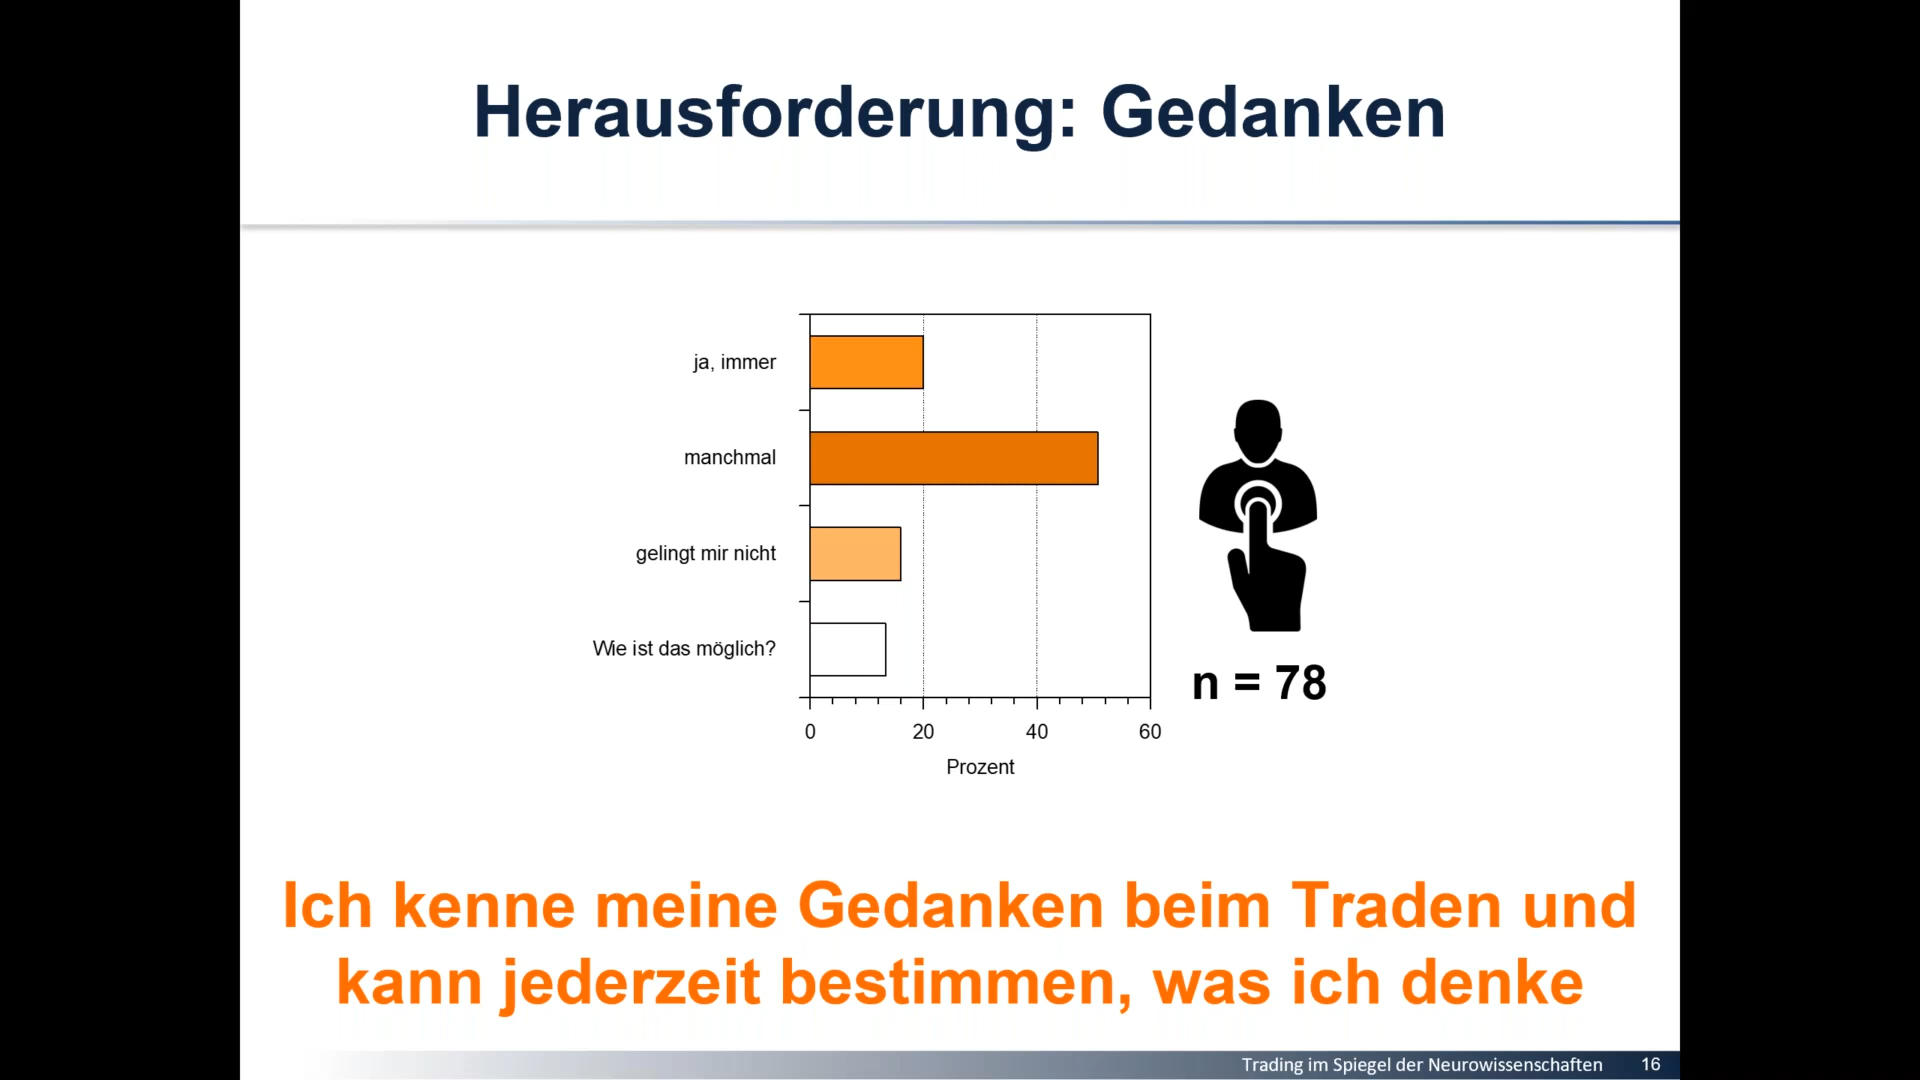 Herausforderung: Gedanken
ja, immer
manchmal
gelingt mir nicht
Wie ist das möglich?
0 20 40 60
Prozent
n = 78
Ich kenne meine Gedanken beim Traden und
kann jederzeit bestimmen, was ich denke
Trading im Spiegel der Neurowissenschaften 16